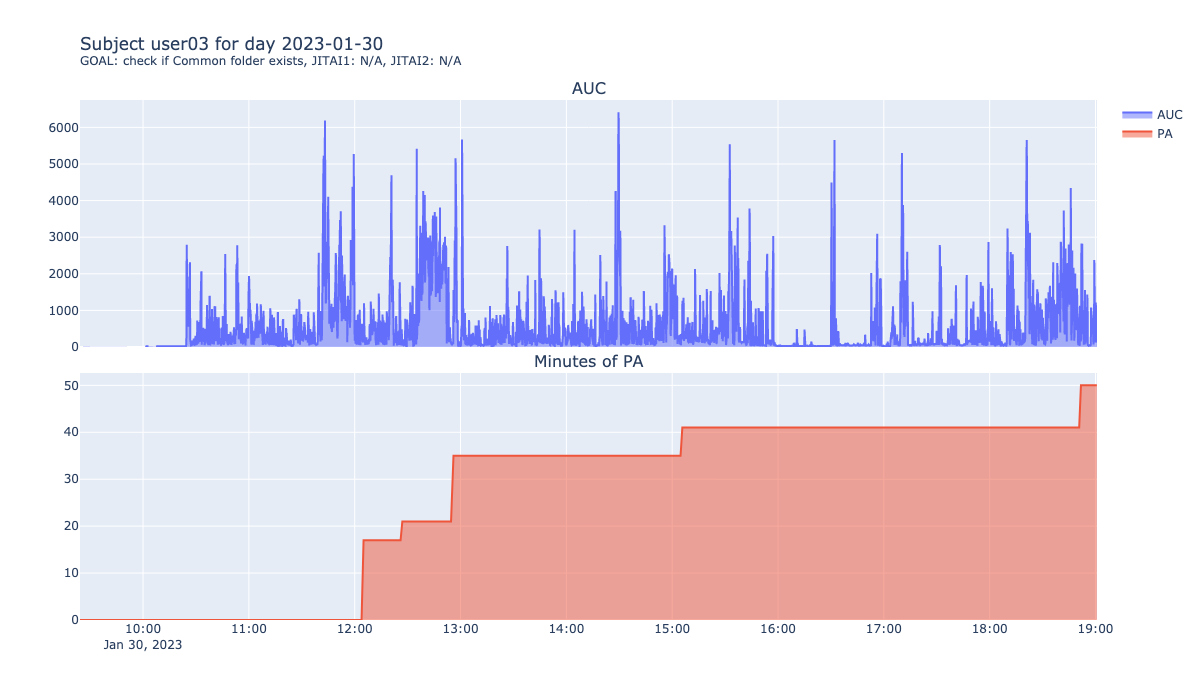 Subject user03 for day 2023-01-30
GOAL: check if Common folder exists, JITAI1: N/A, JITAI2: N/A
AUC
6000
5000
4000
3000
2000
1000
0
AUC
PA
Minutes of PA
50
40
30
20
10
0
10:00 11:00 12:00 13:00 14:00 15:00 16:00 17:00 18:00 19:00
Jan 30, 2023